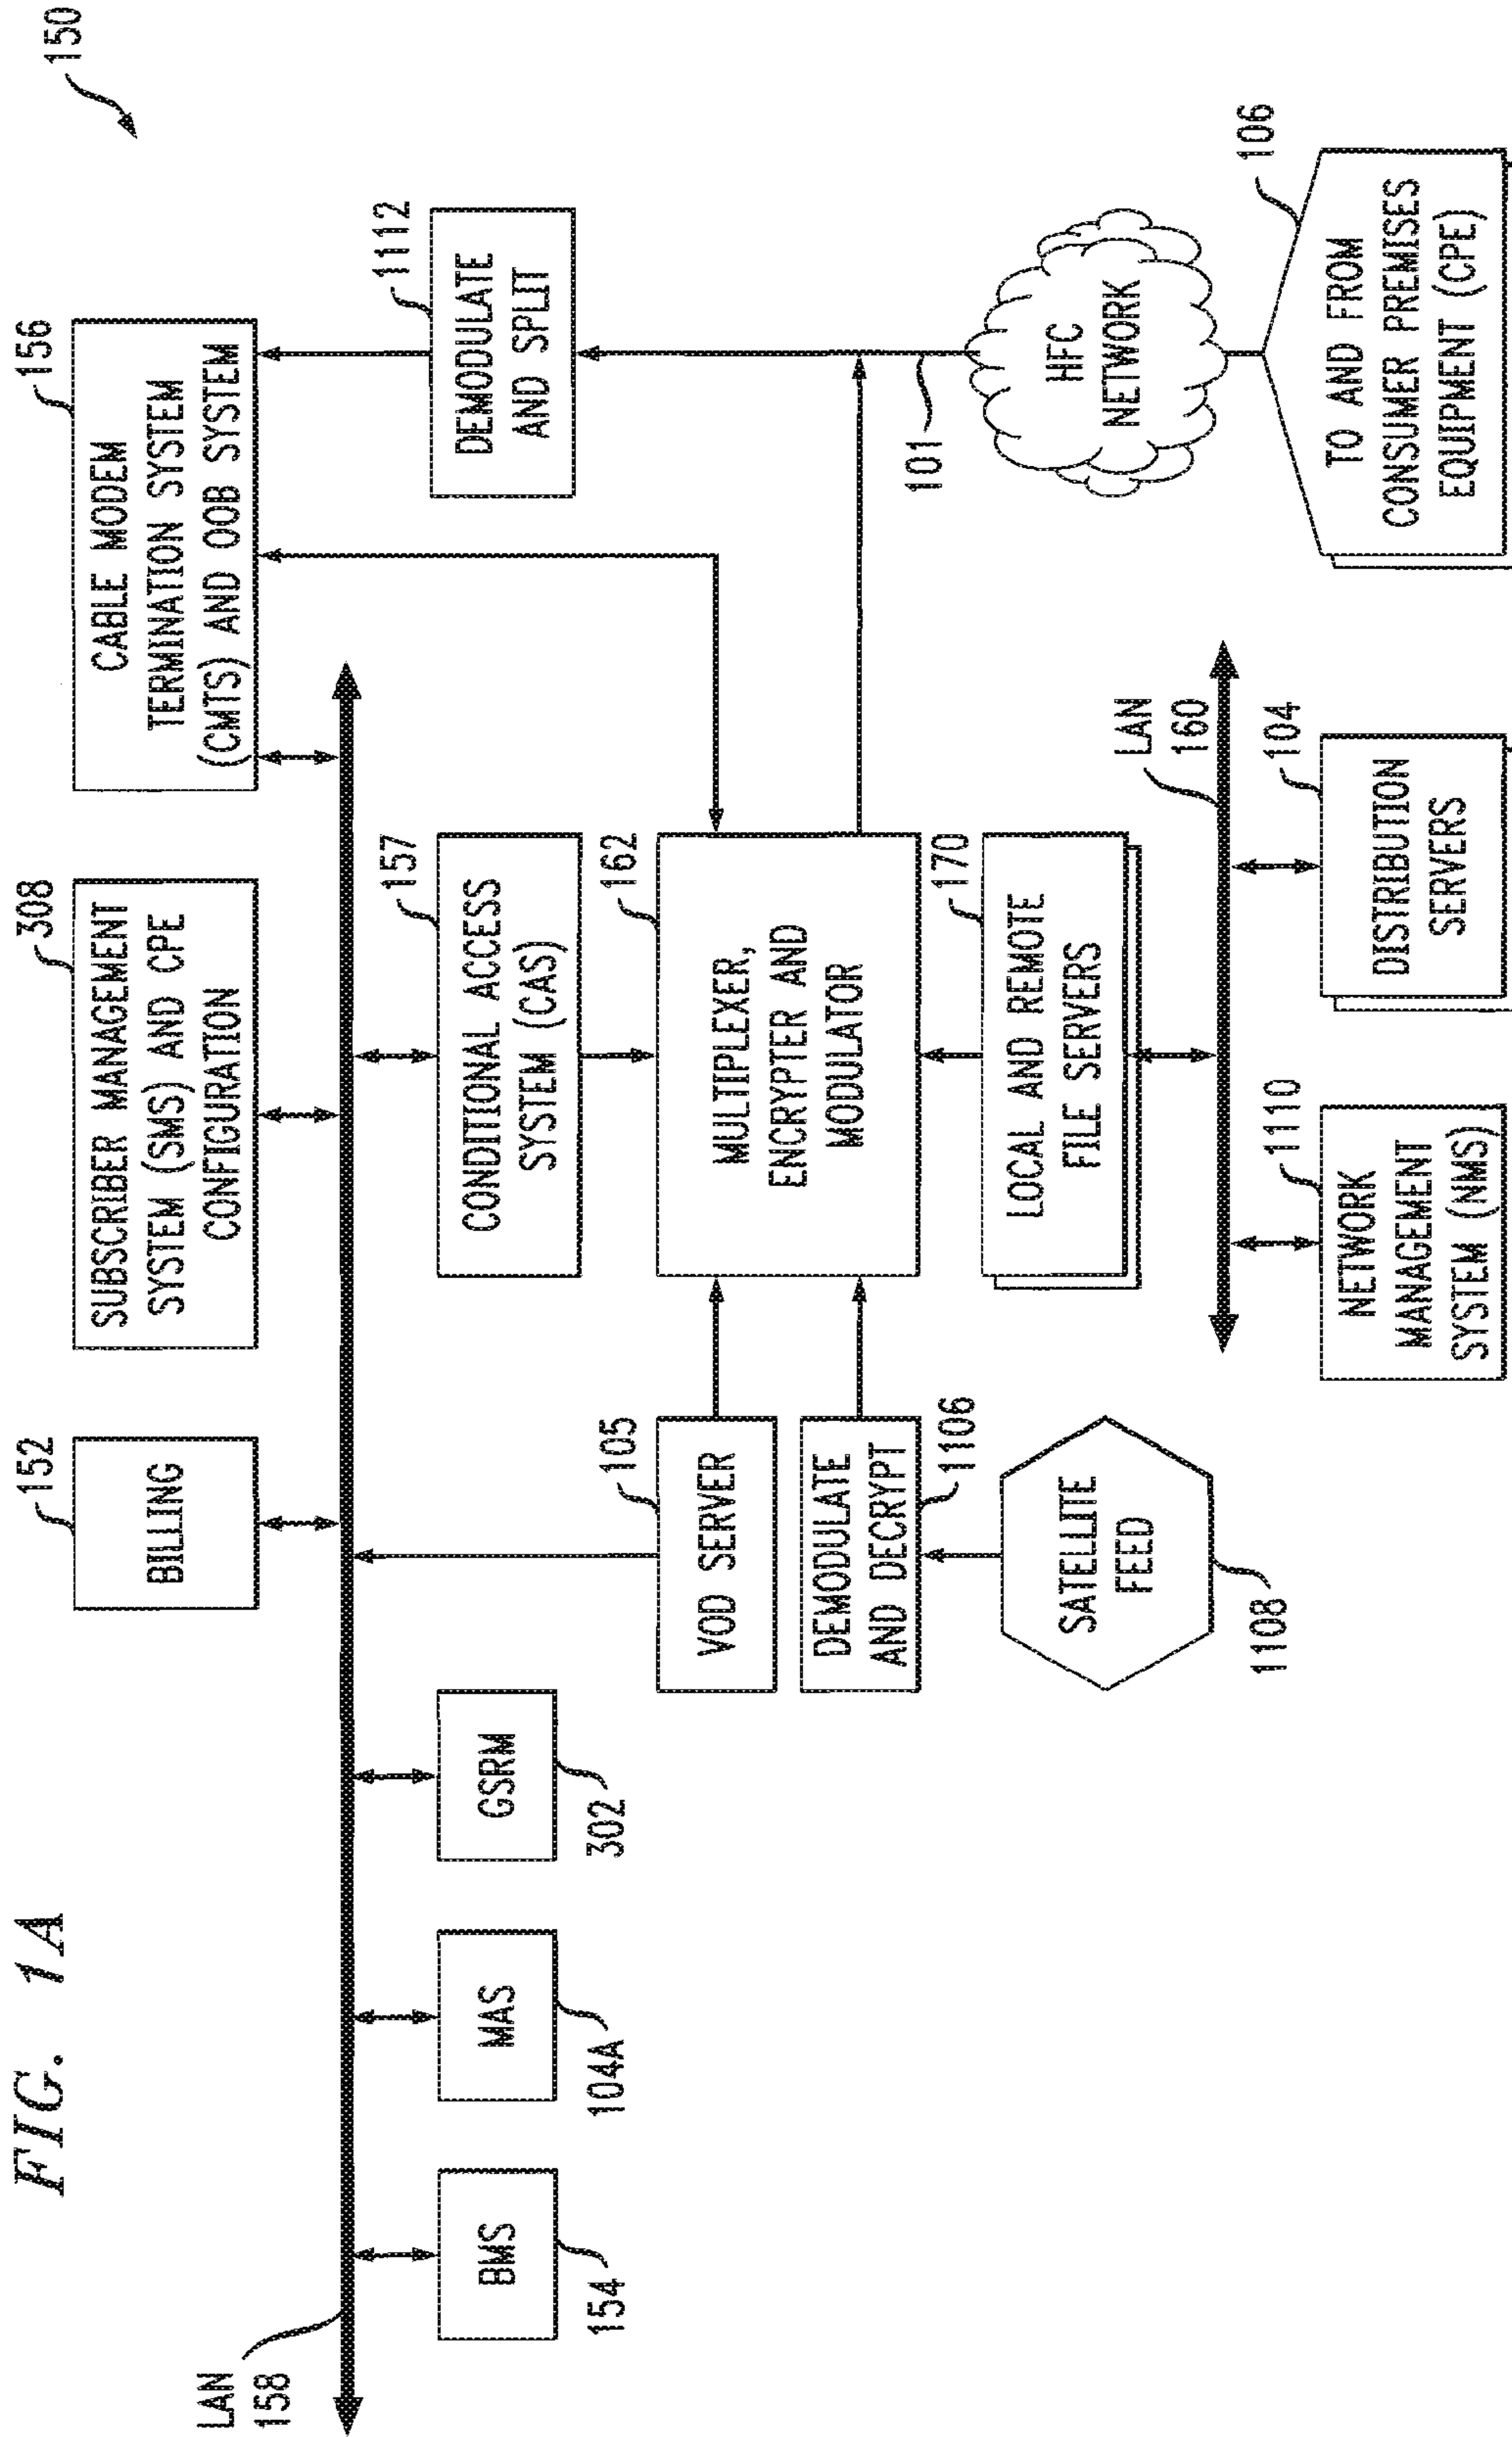 FIG. 1A
150
LAN
158
152
BILLING
308
SUBSCRIBER MANAGEMENT
SYSTEM (SMS) AND CPE
CONFIGURATION
156
CABLE MODEM
TERMINATION SYSTEM
(CMTS) AND OOB SYSTEM
BMS
154
MAS
104A
GSRM
302
157
CONDITIONAL ACCESS
SYSTEM (CAS)
1112
DEMODULATE
AND SPLIT
105
VOD SERVER
162
MULTIPLEXER,
ENCRYPTER AND
MODULATOR
DEMODULATE
AND DECRYPT
1106
101
SATELLITE
FEED
1108
170
LOCAL AND REMOTE
FILE SERVERS
HFC
NETWORK
LAN
160
1110
NETWORK
MANAGEMENT
SYSTEM (NMS)
104
DISTRIBUTION
SERVERS
106
TO AND FROM
CONSUMER PREMISES
EQUIPMENT (CPE)